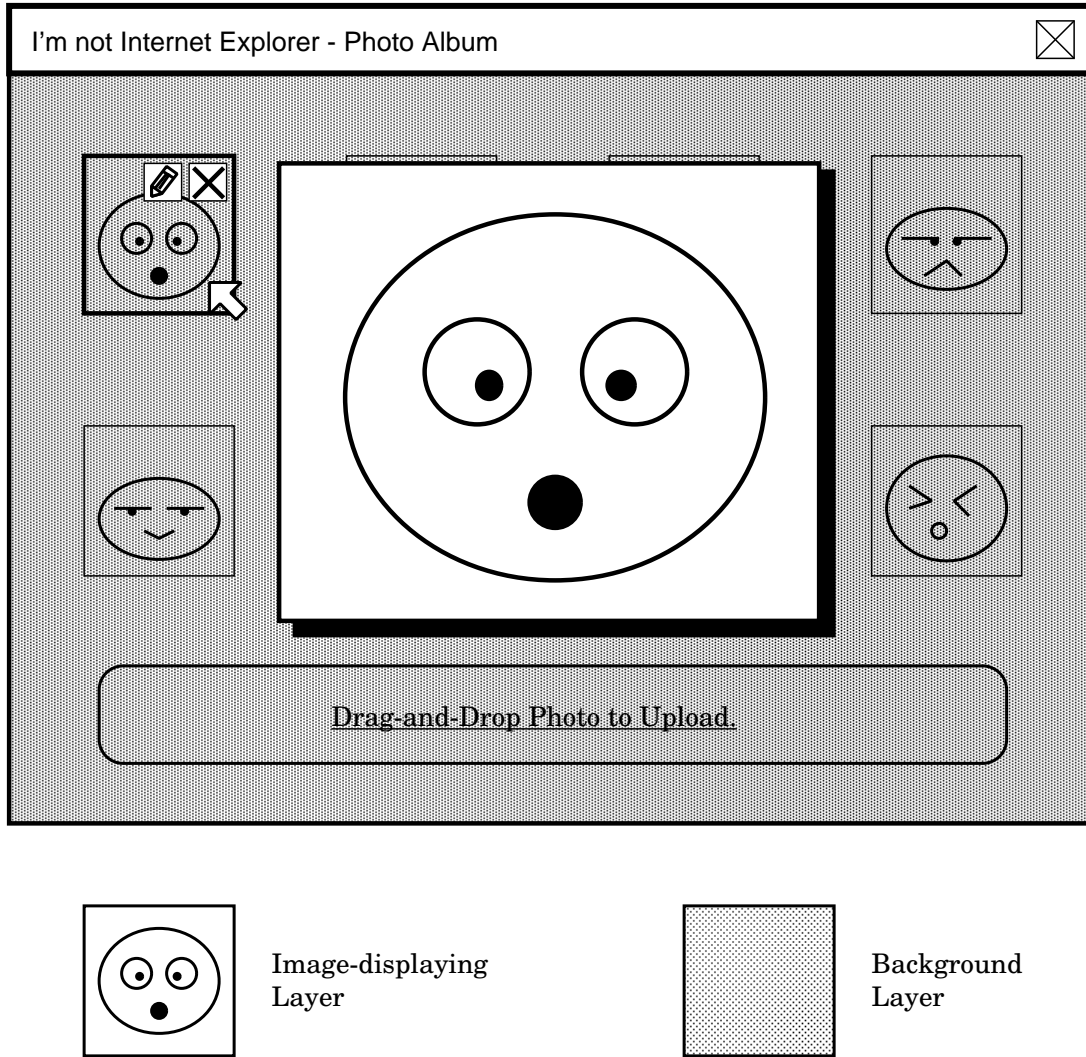 I'm not Internet Explorer - Photo Album
Drag-and-Drop Photo to Upload.
Image-displaying
Layer
Background
Layer